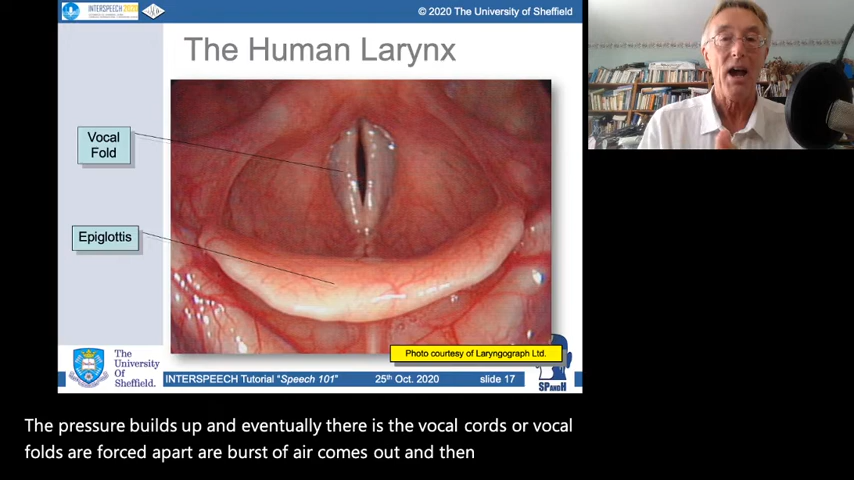 INTERSPEECH 2020
© 2020 The University of Sheffield
The Human Larynx
Vocal
Fold
Epiglottis
Photo courtesy of Laryngograph Ltd.
The
University
Of
Sheffield.
INTERSPEECH Tutorial "Speech 101"
25th Oct. 2020
slide 17
SPandH
The pressure builds up and eventually there is the vocal cords or vocal
folds are forced apart are burst of air comes out and then